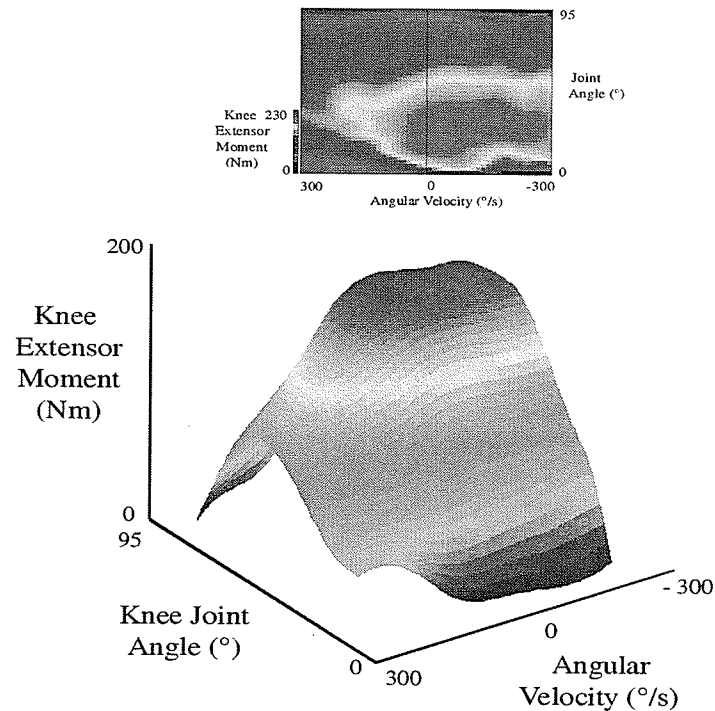 95
Joint
Angle (°)
Knee 230
Extensor
Moment
(Nm)
0
0
300
0
-300
Angular Velocity (°/s)
200
Knee
Extensor
Moment
(Nm)
0
95
Knee Joint
Angle (°)
0
300
0
- 300
Angular
Velocity (°/s)